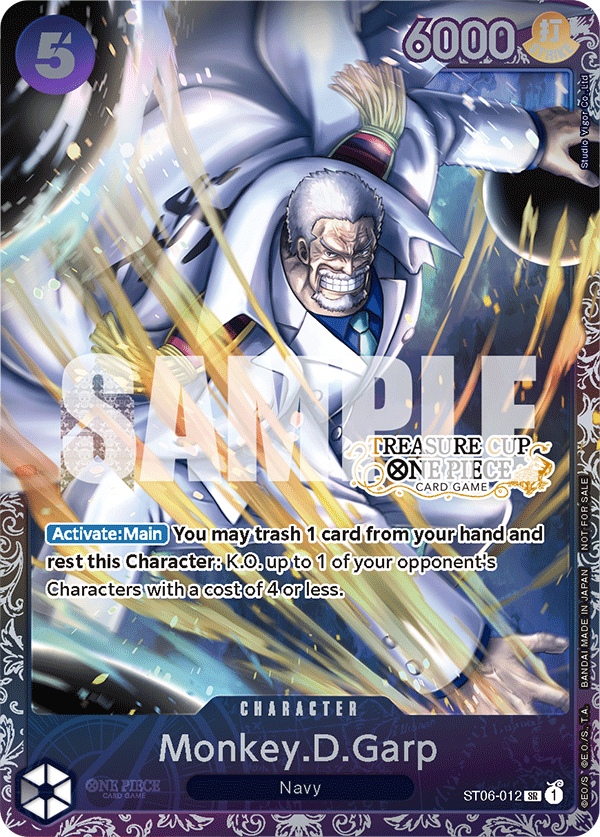 5
6000
打
STRIKE
Studio Vigor Co., Ltd
SAMPLE
TREASURE CUP
ONE PIECE
CARD GAME
Activate:Main You may trash 1 card from your hand and
rest this Character: K.O. up to 1 of your opponent's
Characters with a cost of 4 or less.
©E.O./S, ©E.O./S., T.A. BANDAI MADE IN JAPAN NOT FOR SALE
CHARACTER
Monkey.D.Garp
ONE PIECE
CARD GAME
Navy
ST06-012 SR 1